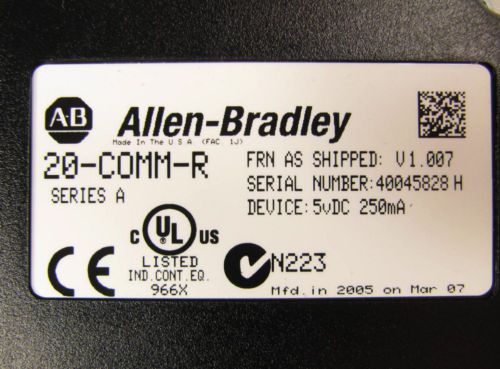 A-B Allen-Bradley
Made In The U S A (FAC 1J)
20-COMM-R
SERIES A
FRN AS SHIPPED: V1.007
SERIAL NUMBER:40045828 H
DEVICE:5vDC 250mA
C UL US
LISTED
IND.CONT.EQ.
966X
CE
N223
Mfd.in 2005 on Mar 07